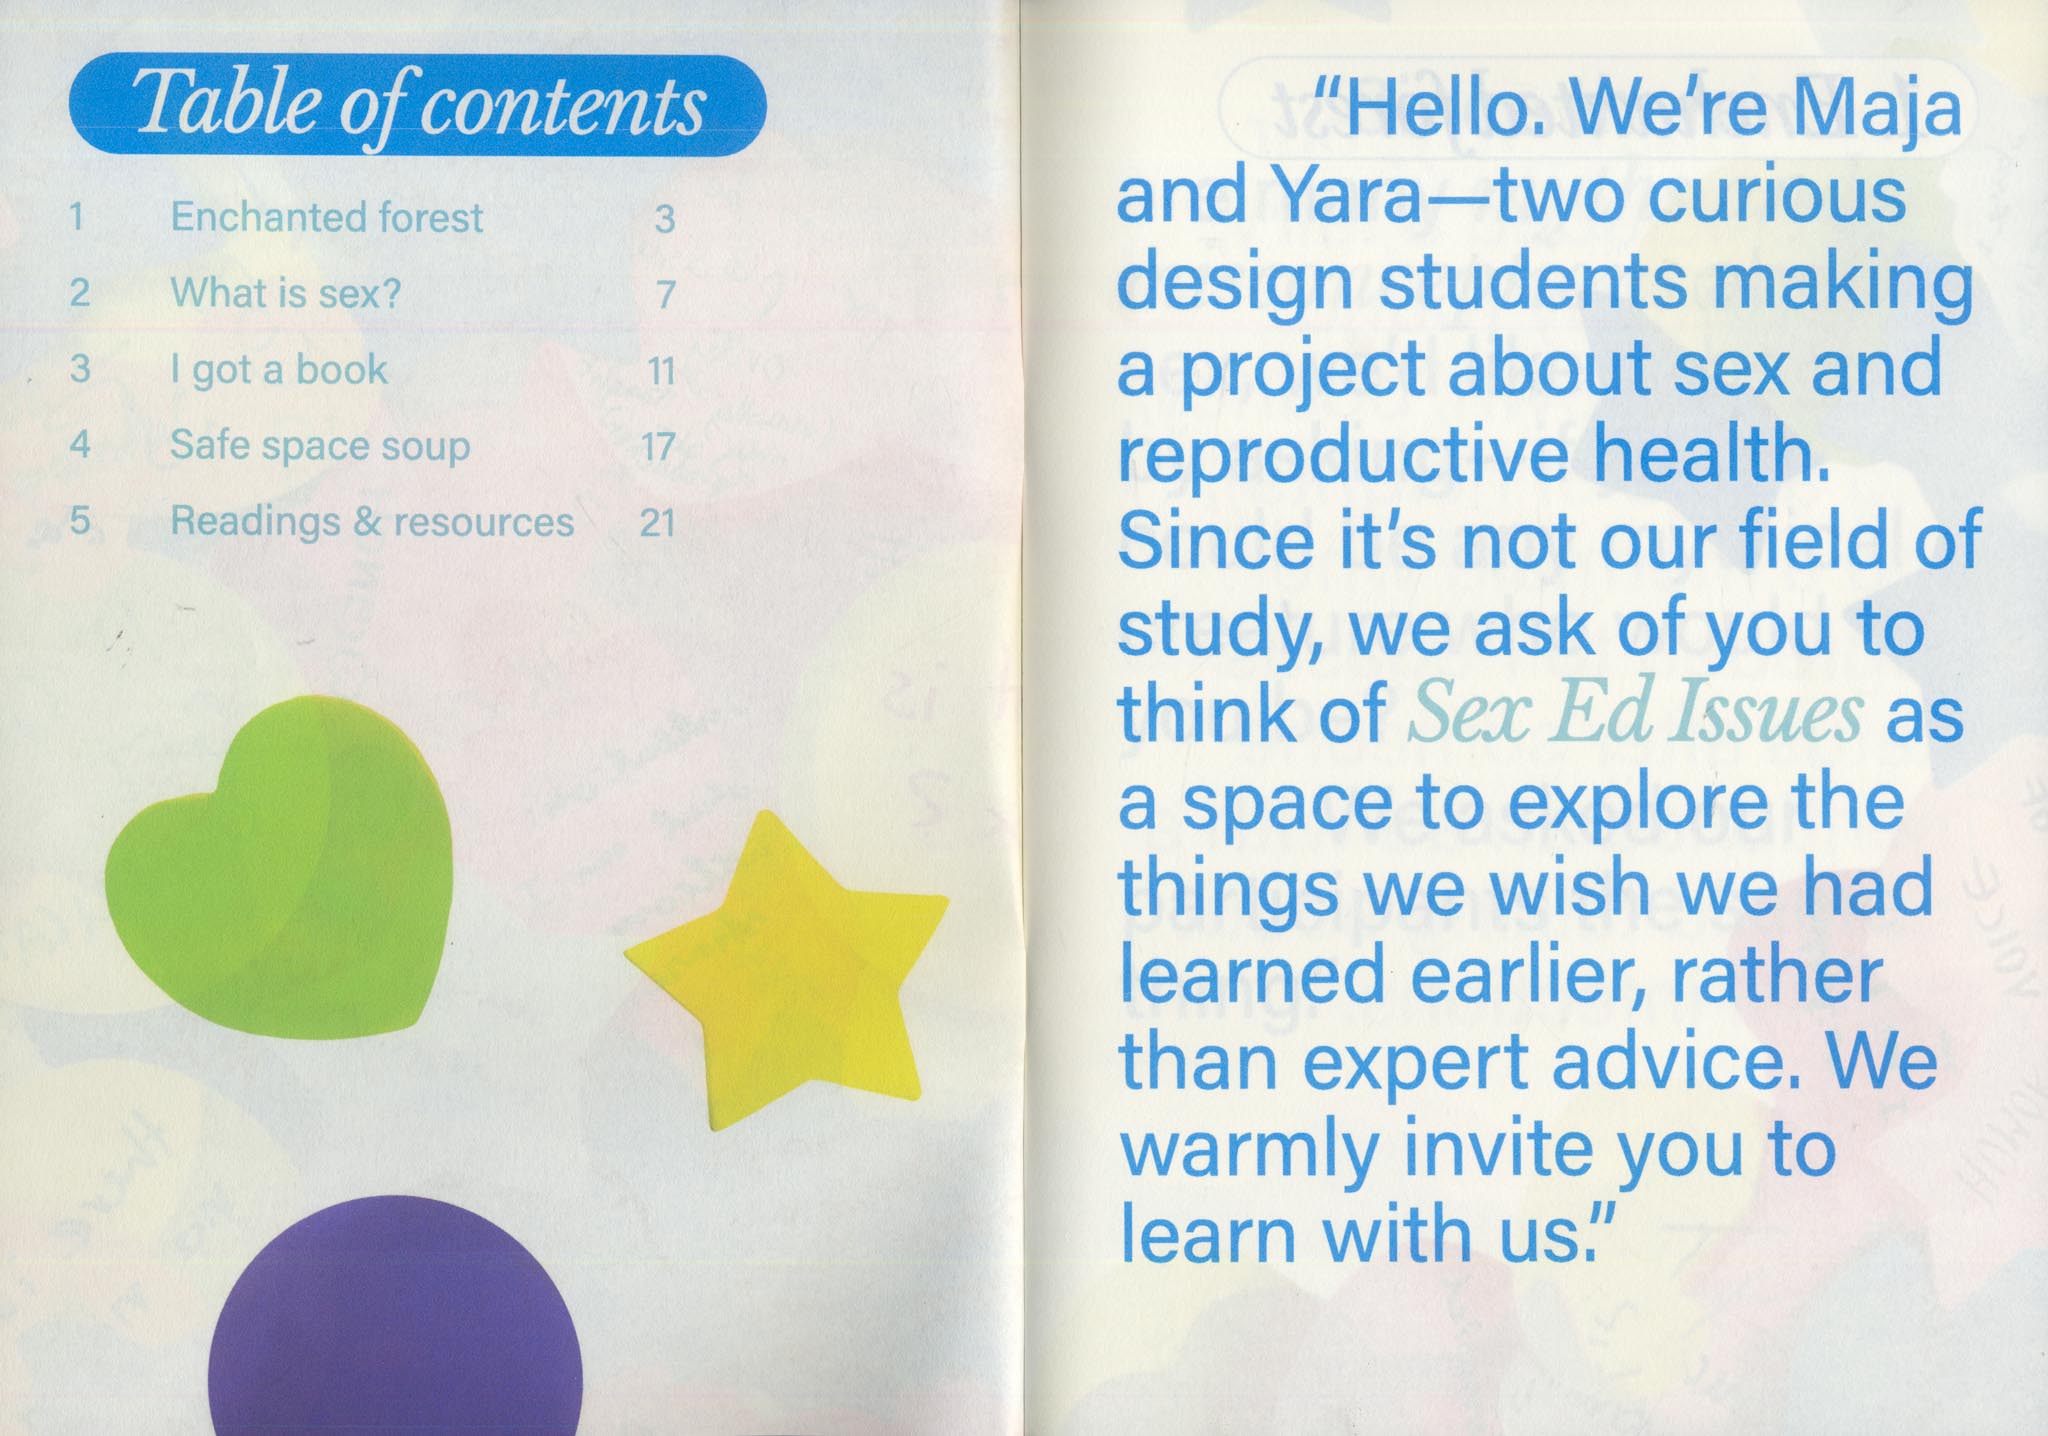 Table of contents
1 Enchanted forest 3
2 What is sex? 7
3 I got a book 11
4 Safe space soup 17
5 Readings & resources 21
“Hello. We’re Maja
and Yara—two curious
design students making
a project about sex and
reproductive health.
Since it’s not our field of
study, we ask of you to
think of Sex Ed Issues as
a space to explore the
things we wish we had
learned earlier, rather
than expert advice. We
warmly invite you to
learn with us.”